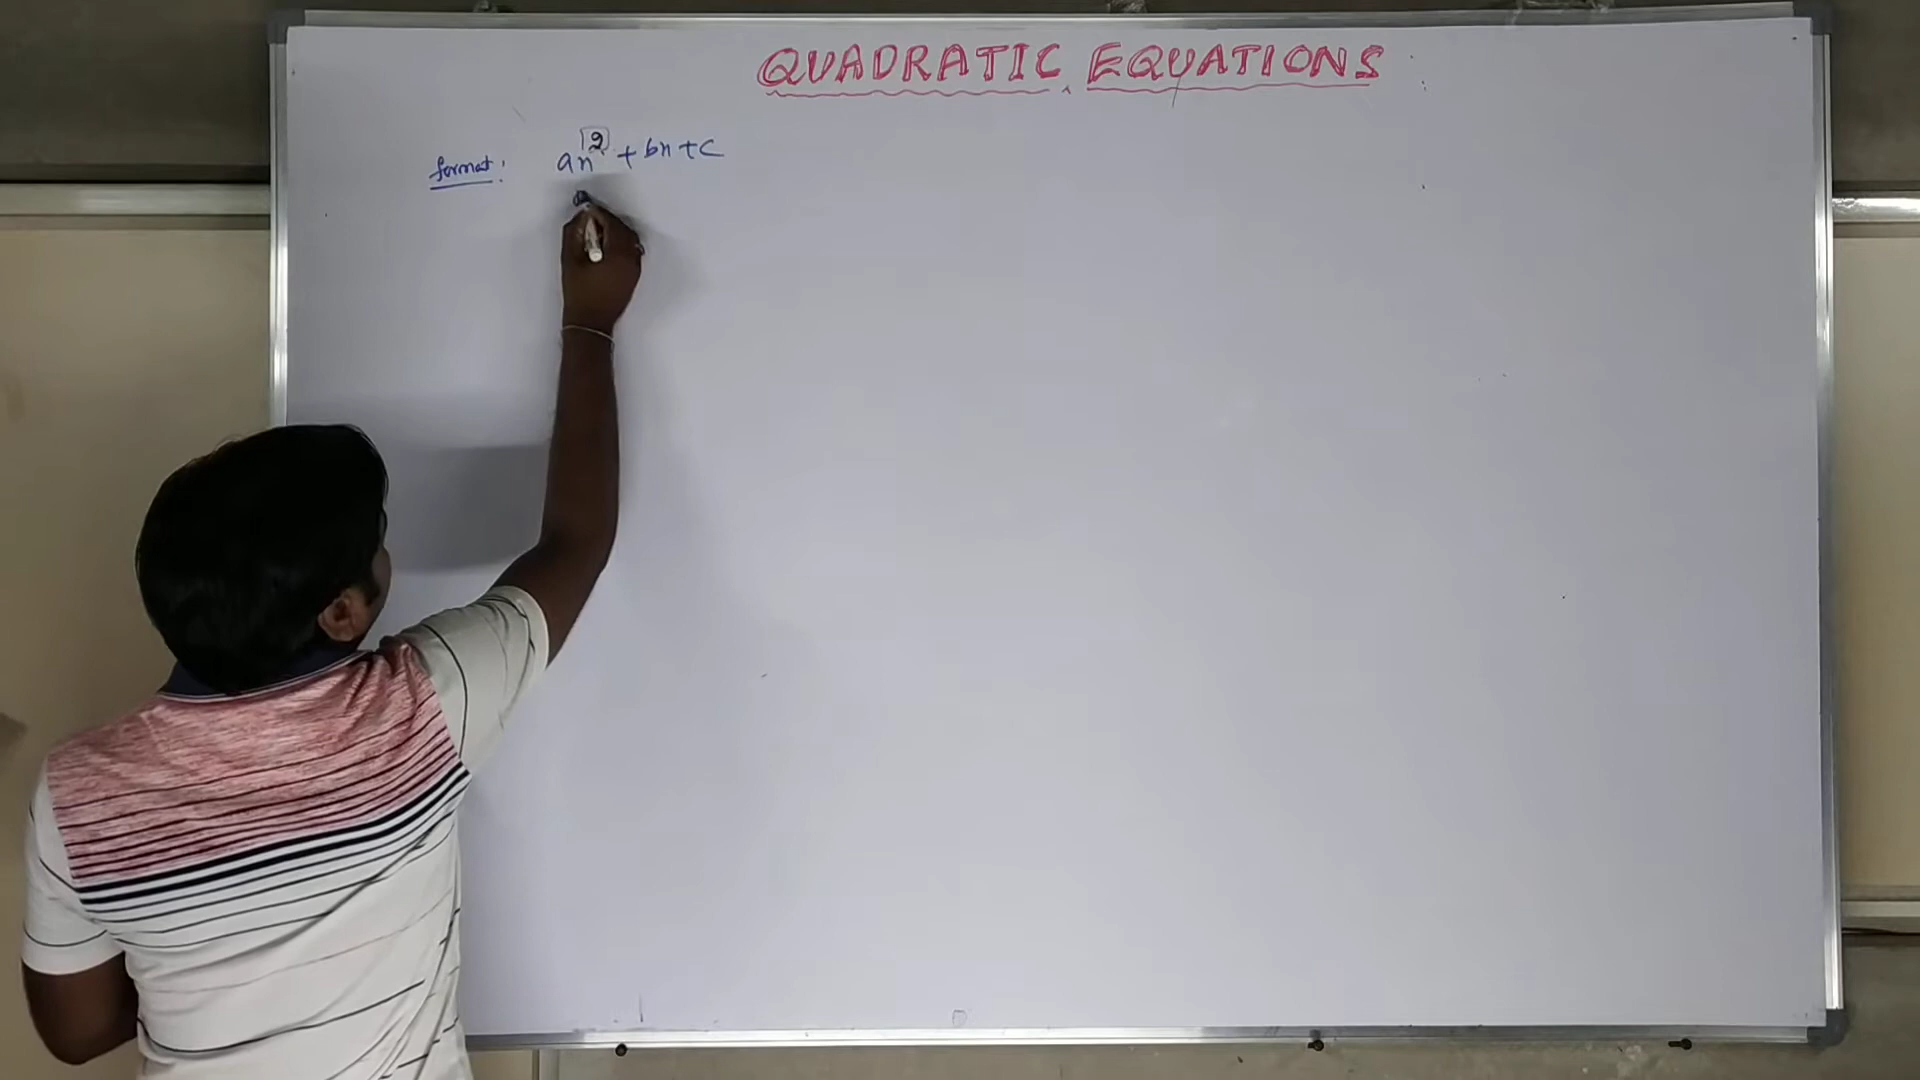 QUADRATIC EQUATIONS
format: an² + bn + c